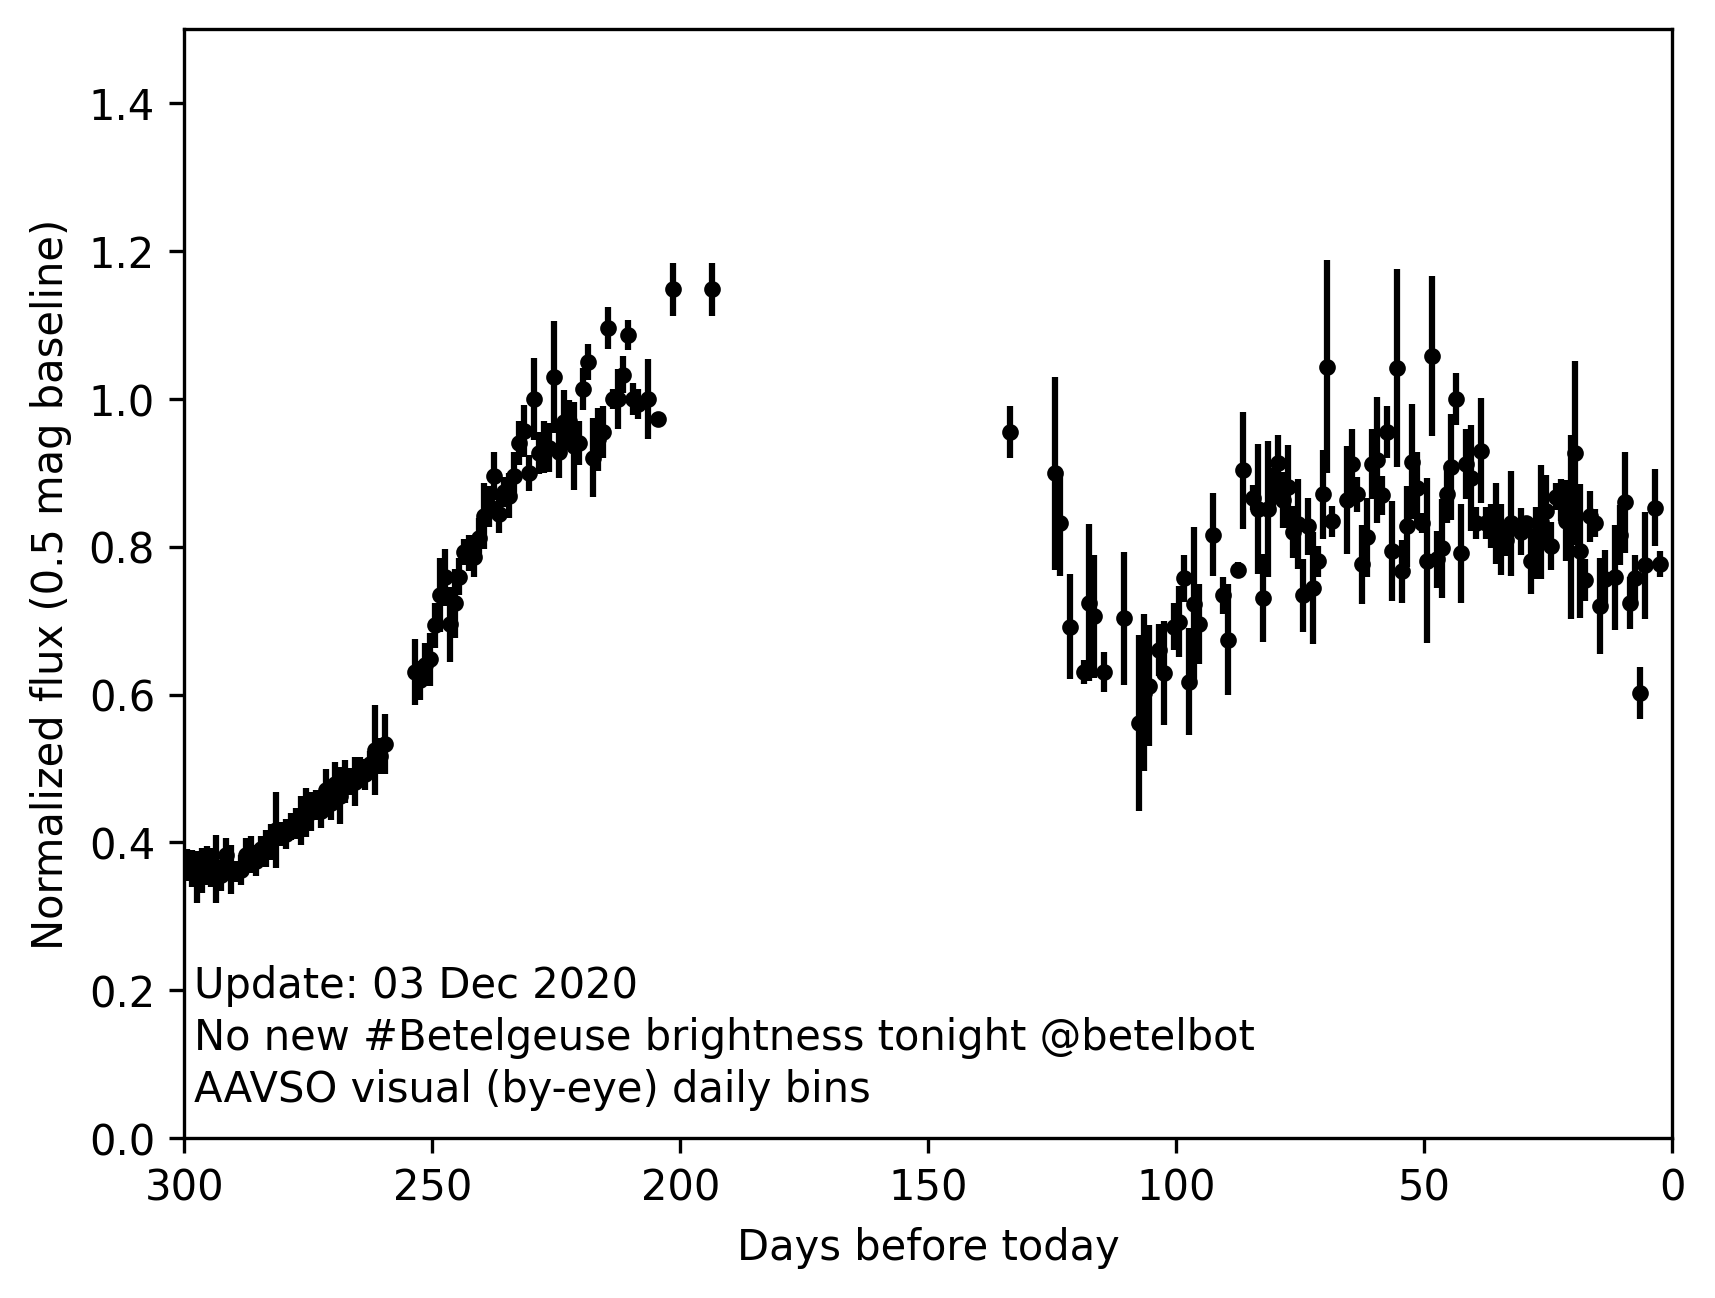 1.4
1.2
1.0
0.8
0.6
0.4
0.2
0.0
Normalized flux (0.5 mag baseline)
Update: 03 Dec 2020
No new #Betelgeuse brightness tonight @betelbot
AAVSO visual (by-eye) daily bins
300 250 200 150 100 50 0
Days before today